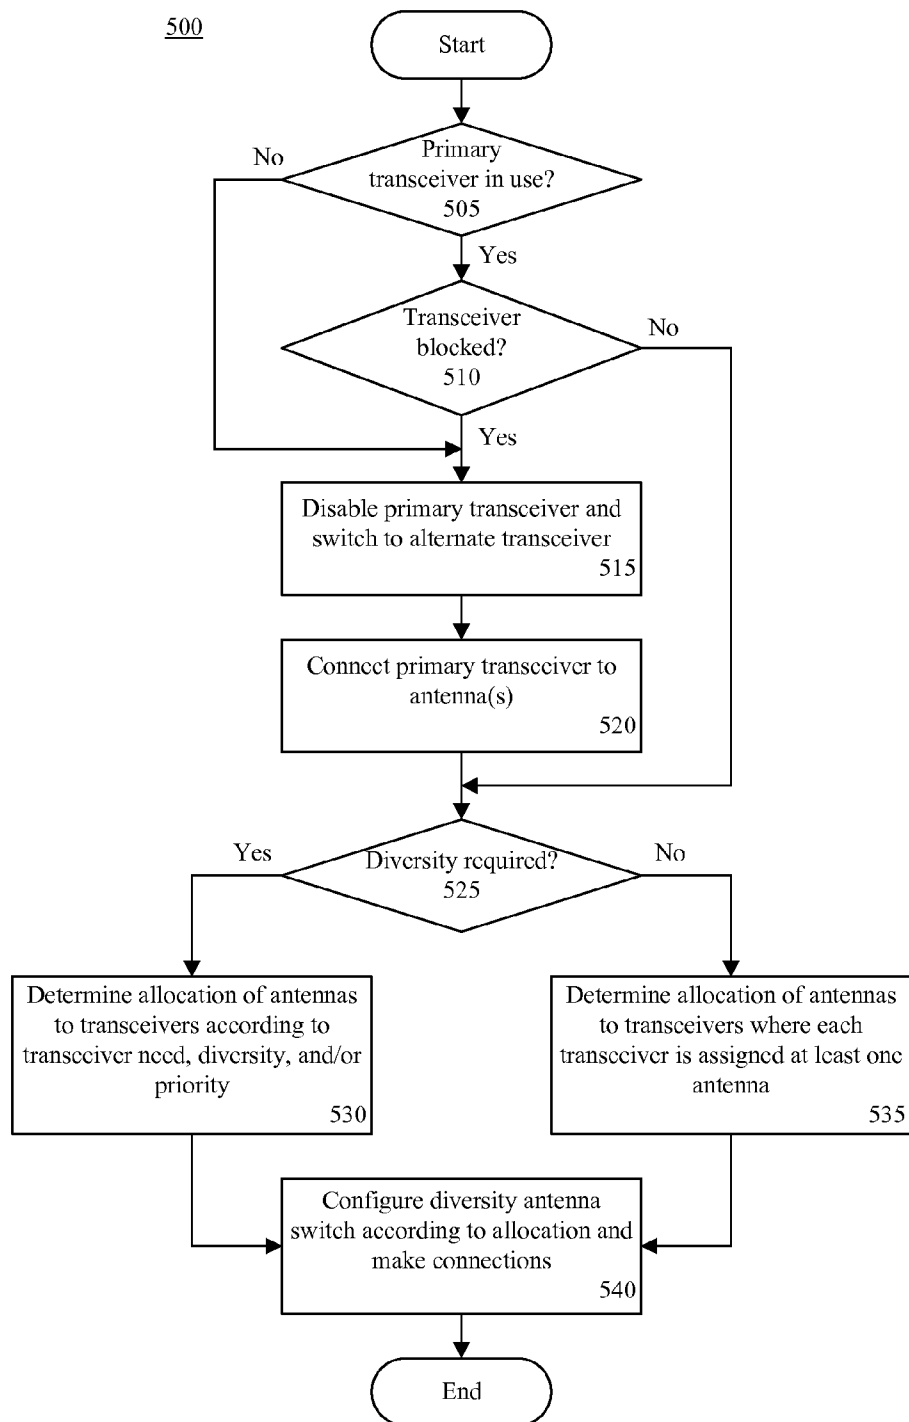 500
Start
No
Primary
transceiver in use?
505
Yes
Transceiver
blocked?
510
No
Yes
Disable primary transceiver and
switch to alternate transceiver
515
Connect primary transceiver to
antenna(s)
520
Yes
Diversity required?
525
No
Determine allocation of antennas
to transceivers according to
transceiver need, diversity, and/or
priority
530
Determine allocation of antennas
to transceivers where each
transceiver is assigned at least one
antenna
535
Configure diversity antenna
switch according to allocation and
make connections
540
End